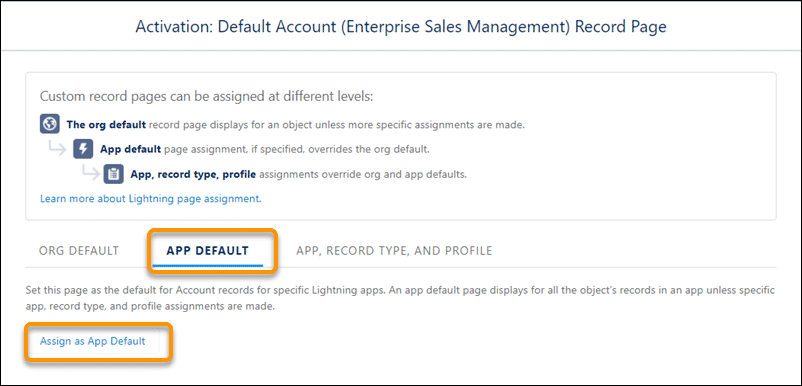 Activation: Default Account (Enterprise Sales Management) Record Page
Custom record pages can be assigned at different levels:
The org default record page displays for an object unless more specific assignments are made.
App default page assignment, if specified, overrides the org default.
App, record type, profile assignments override org and app defaults.
Learn more about Lightning page assignment.
ORG DEFAULT APP DEFAULT APP, RECORD TYPE, AND PROFILE
Set this page as the default for Account records for specific Lightning apps. An app default page displays for all the object's records in an app unless specific
app, record type, and profile assignments are made.
Assign as App Default